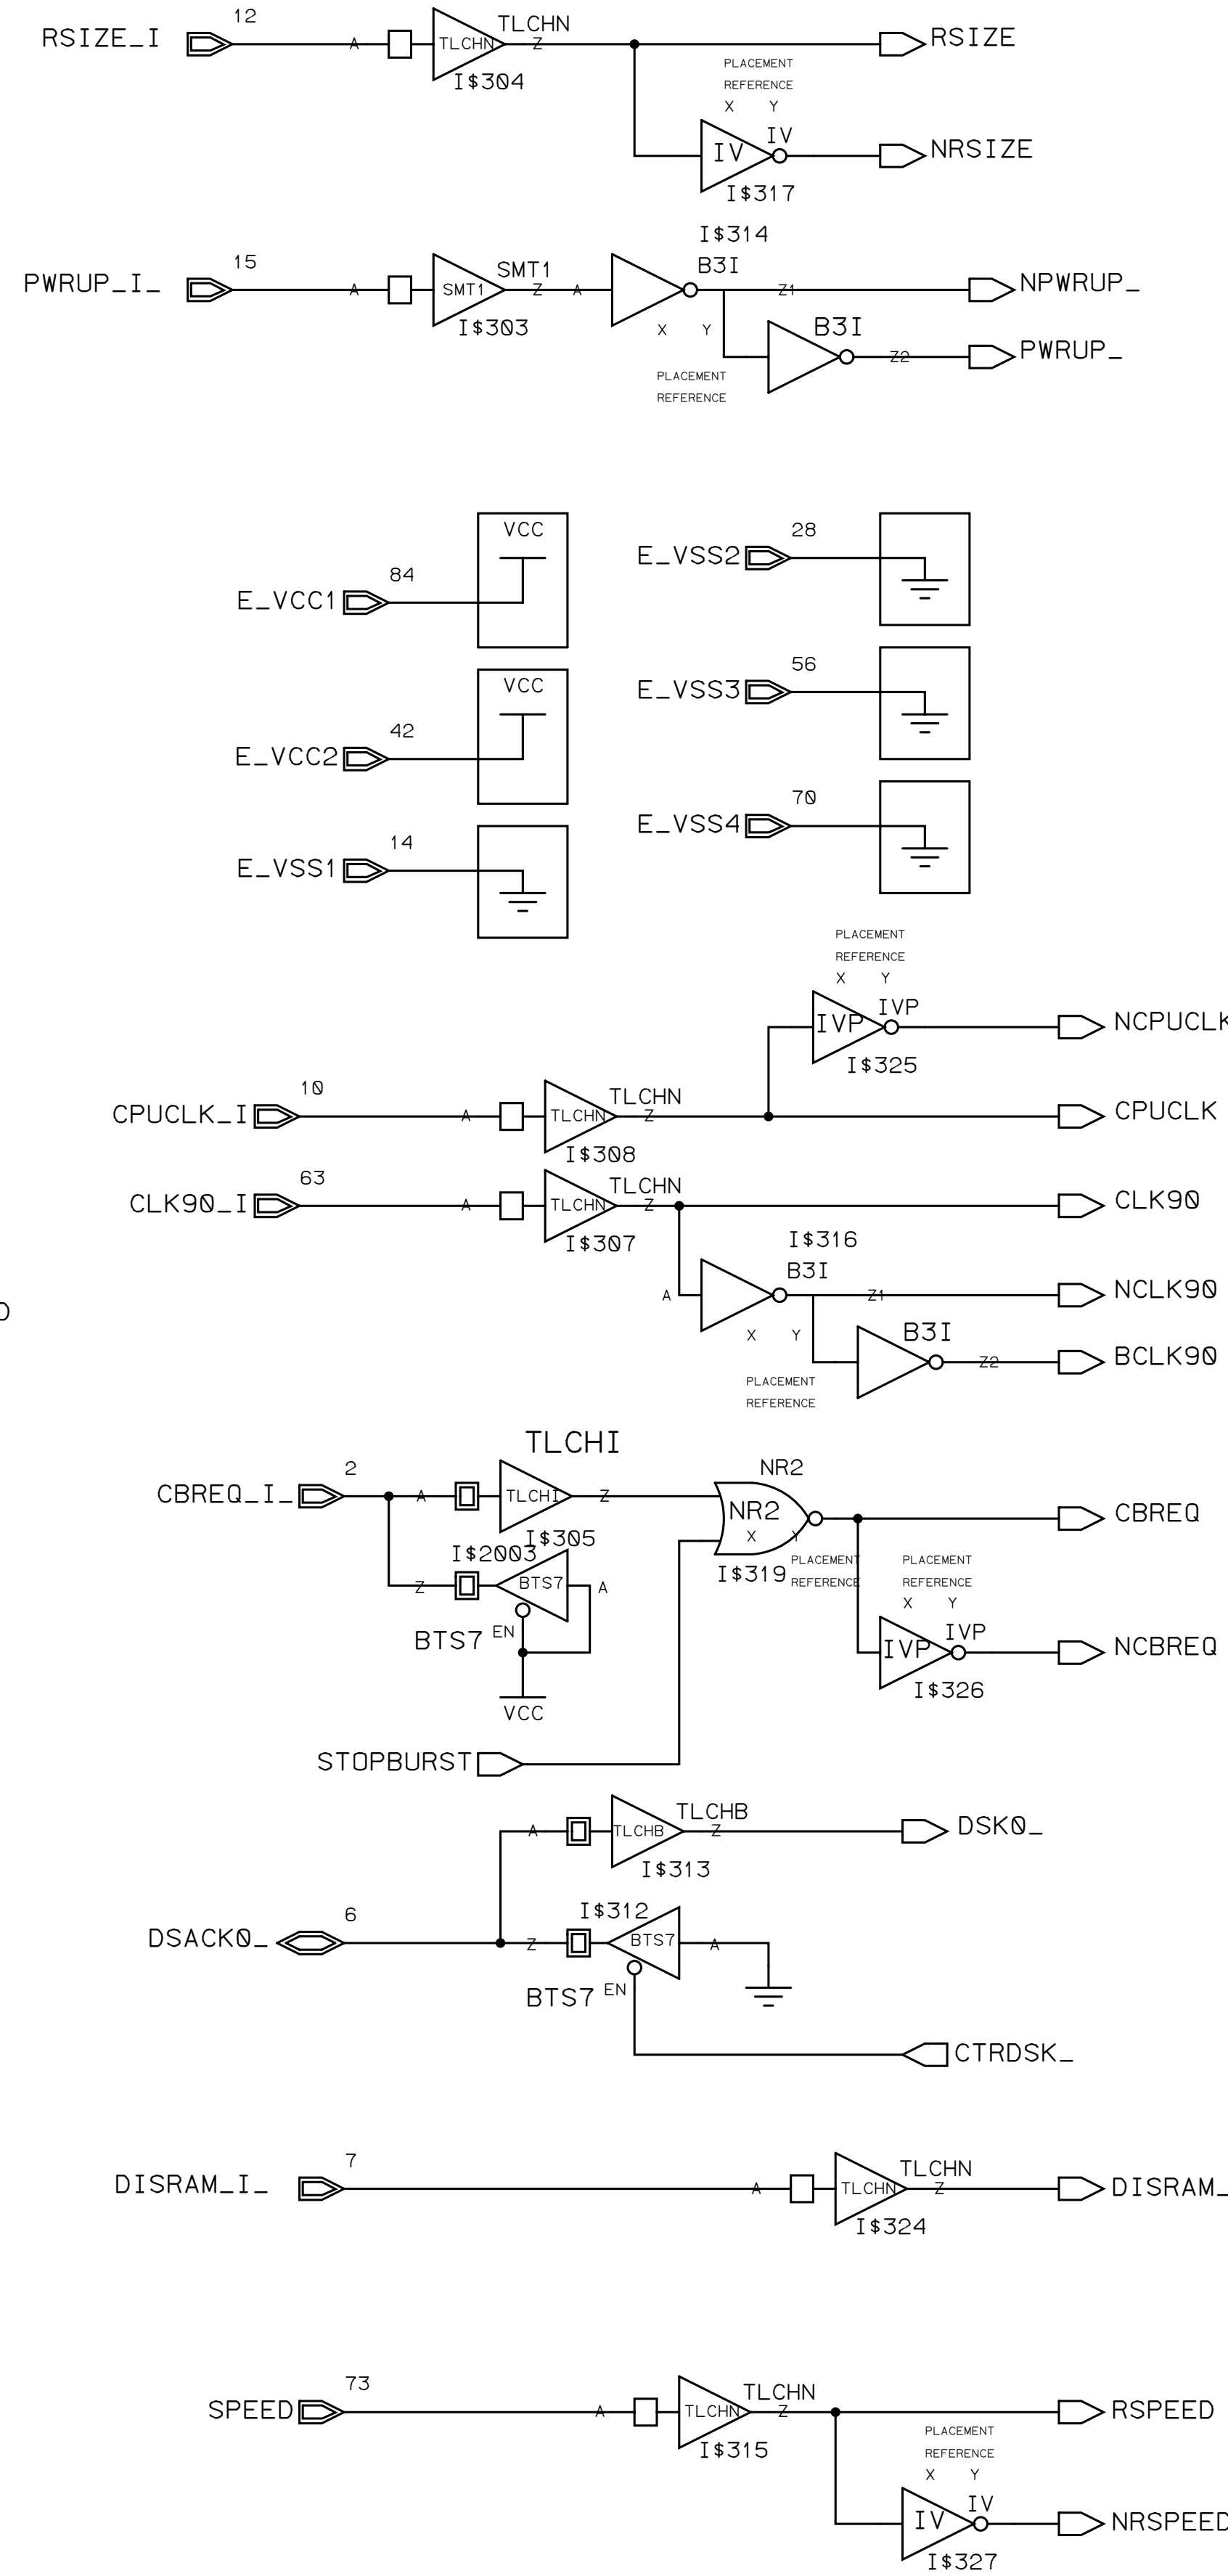 12
TLCHN
RSIZE_I
A
TLCHN
Z
RSIZE
I$304
PLACEMENT
REFERENCE
X Y
IV
IV
NRSIZE
I$317
I$314
15
SMT1
B3I
PWRUP_I_
A
SMT1
Z
A
Z1
NPWRUP_
I$303
X Y
B3I
Z2
PWRUP_
PLACEMENT
REFERENCE
VCC
28
E_VSS2
84
E_VCC1
56
VCC
E_VSS3
42
E_VCC2
70
E_VSS4
14
E_VSS1
PLACEMENT
REFERENCE
X Y
IVP
IVP
NCPUCLK
I$325
10
TLCHN
CPUCLK_I
A
TLCHN
Z
CPUCLK
I$308
63
TLCHN
CLK90_I
A
TLCHN
Z
CLK90
I$307
I$316
B3I
A
Z1
NCLK90
X Y
B3I
Z2
BCLK90
PLACEMENT
REFERENCE
TLCHI
2
NR2
CBREQ_I_
A
TLCHI
Z
NR2
CBREQ
X Y
I$305
I$2003
I$319
PLACEMENT
REFERENCE
PLACEMENT
REFERENCE
X Y
Z
BTS7
A
BTS7
EN
IVP
IVP
NCBREQ
I$326
VCC
STOPBURST
TLCHB
A
TLCHB
Z
DSK0_
I$313
6
I$312
DSACK0_
Z
BTS7
A
BTS7
EN
CTRDSK_
7
TLCHN
DISRAM_I_
A
TLCHN
Z
DISRAM_
I$324
73
TLCHN
SPEED
A
TLCHN
Z
RSPEED
I$315
PLACEMENT
REFERENCE
X Y
IV
IV
NRSPEED
I$327